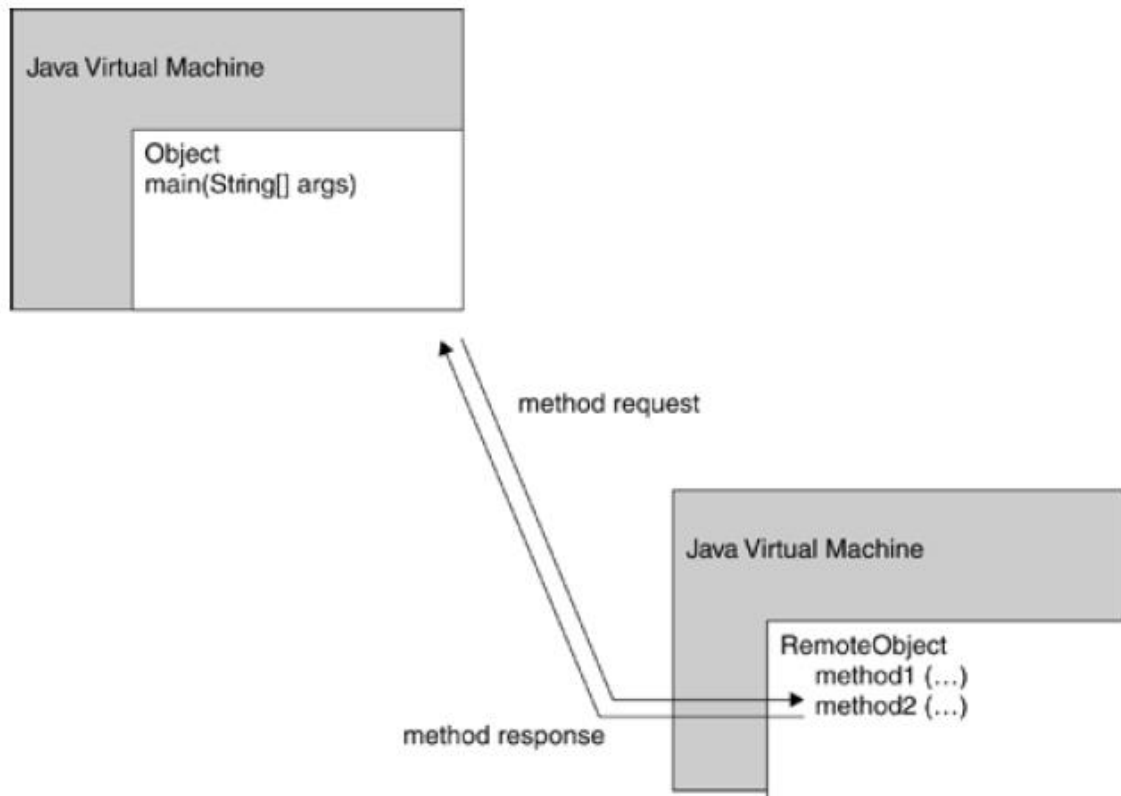 Java Virtual Machine
Object
main(String[] args)
method request
Java Virtual Machine
RemoteObject
method1 (...)
method2 (...)
method response